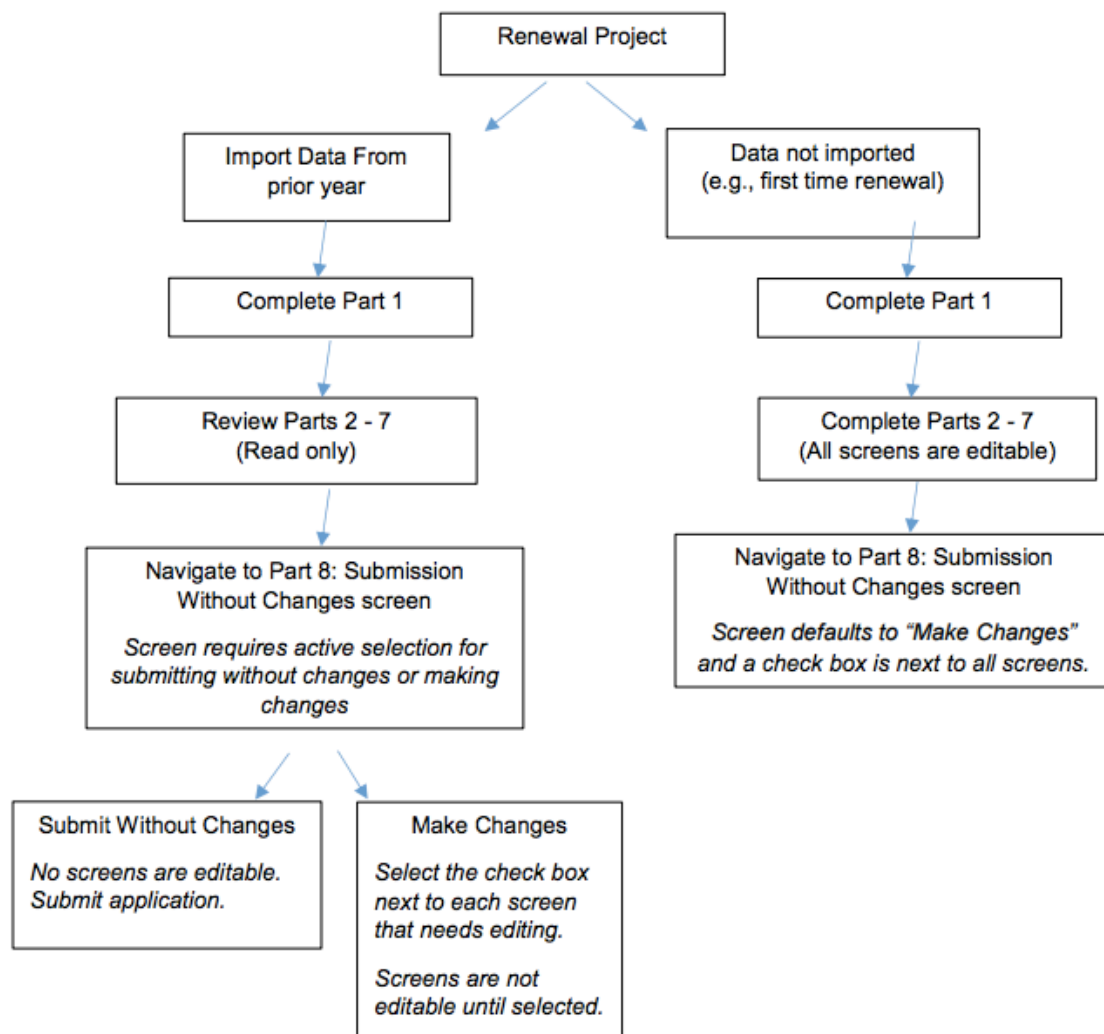 Renewal Project
Import Data From
prior year
Data not imported
(e.g., first time renewal)
Complete Part 1
Complete Part 1
Review Parts 2 - 7
(Read only)
Complete Parts 2 - 7
(All screens are editable)
Navigate to Part 8: Submission
Without Changes screen
Screen requires active selection for
submitting without changes or making
changes
Navigate to Part 8: Submission
Without Changes screen
Screen defaults to “Make Changes”
and a check box is next to all screens.
Submit Without Changes
No screens are editable.
Submit application.
Make Changes
Select the check box
next to each screen
that needs editing.
Screens are not
editable until selected.